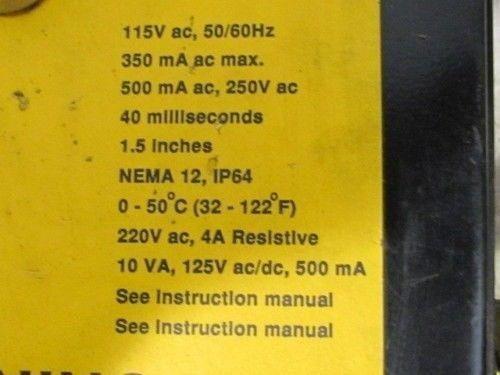 115V ac, 50/60Hz
350 mA ac max.
500 mA ac, 250V ac
40 milliseconds
1.5 inches
NEMA 12, IP64
0 - 50°C (32 - 122°F)
220V ac, 4A Resistive
10 VA, 125V ac/dc, 500 mA
See instruction manual
See instruction manual